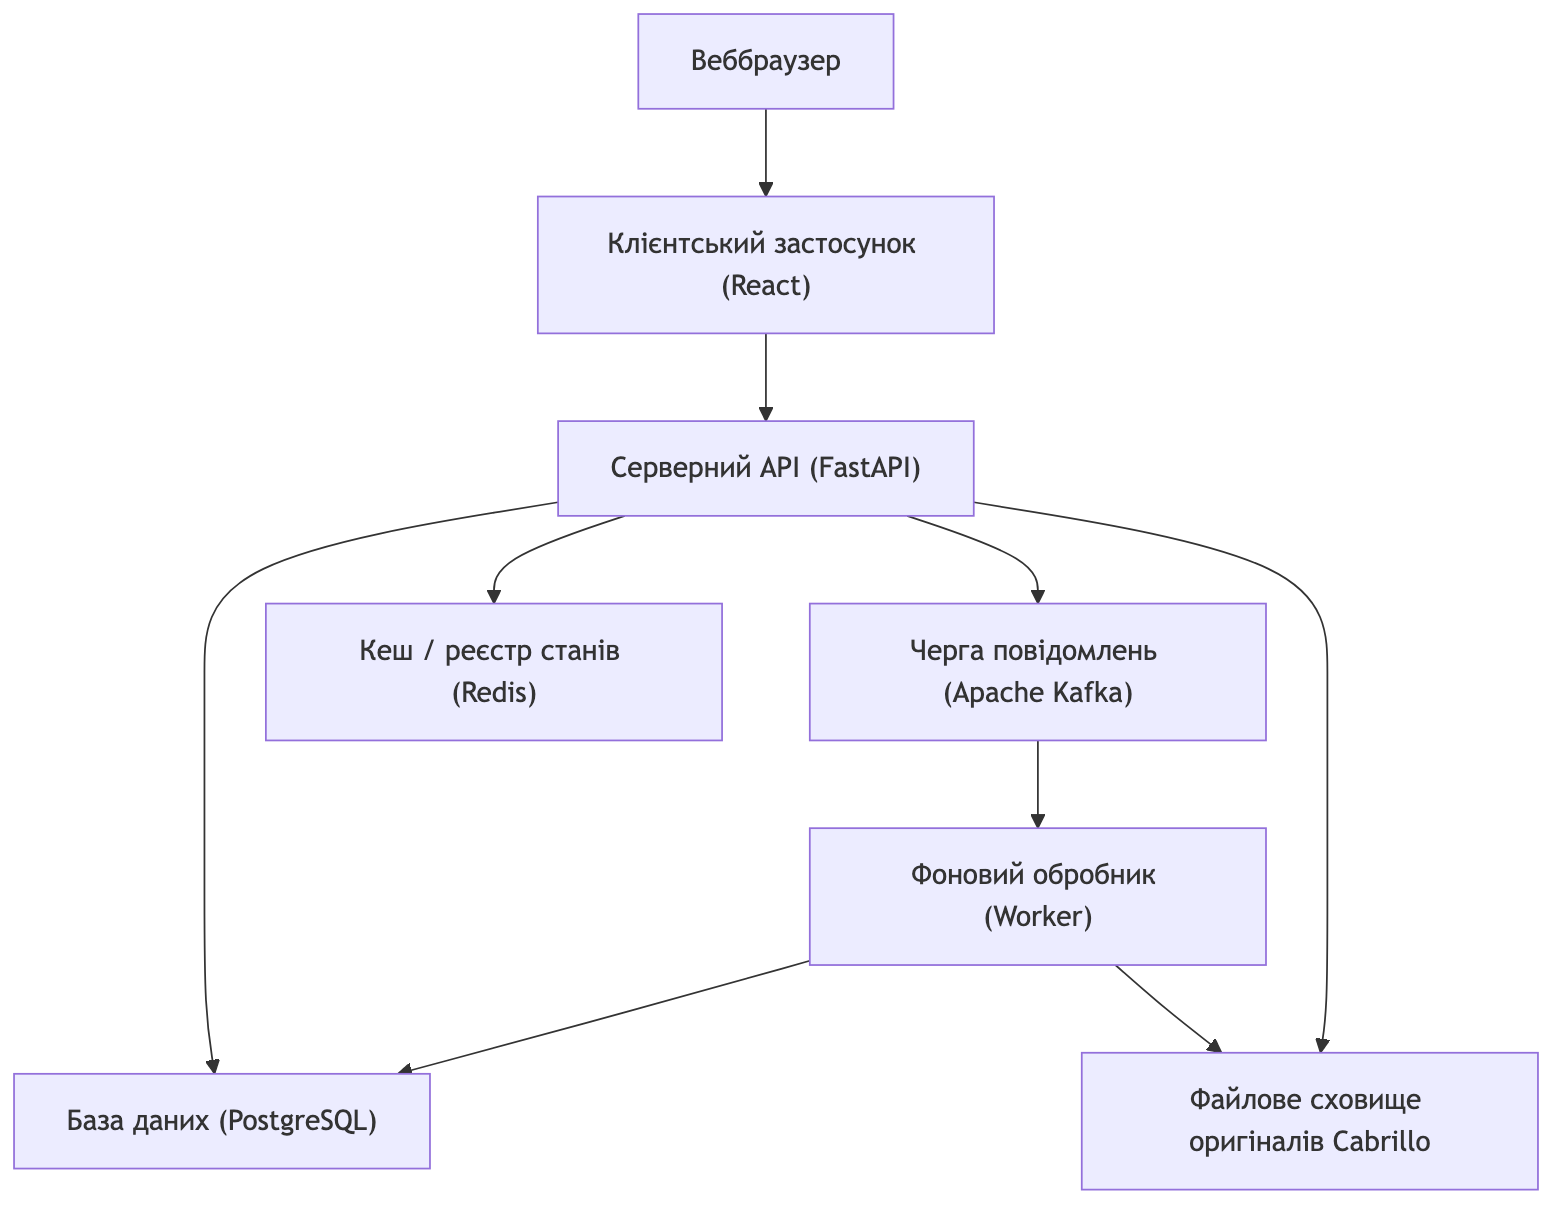 Веббраузер
Клієнтський застосунок
(React)
Серверний API (FastAPI)
Кеш / реєстр станів
(Redis)
Черга повідомлень
(Apache Kafka)
Фоновий обробник
(Worker)
База даних (PostgreSQL)
Файлове сховище
оригіналів Cabrillo